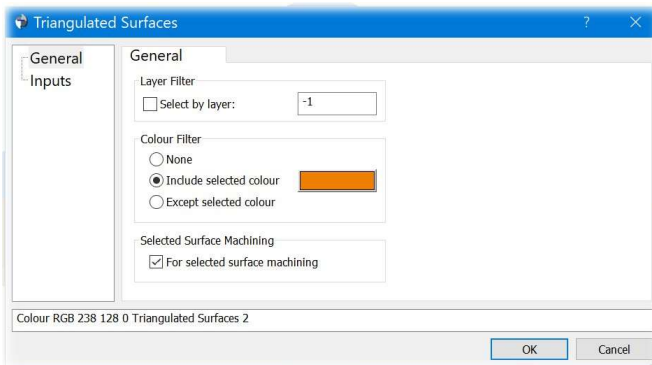 Triangulated Surfaces
General
Inputs
General
Layer Filter
Select by layer: -1
Colour Filter
None
Include selected colour
Except selected colour
Selected Surface Machining
For selected surface machining
Colour RGB 238 128 0 Triangulated Surfaces 2
OK Cancel